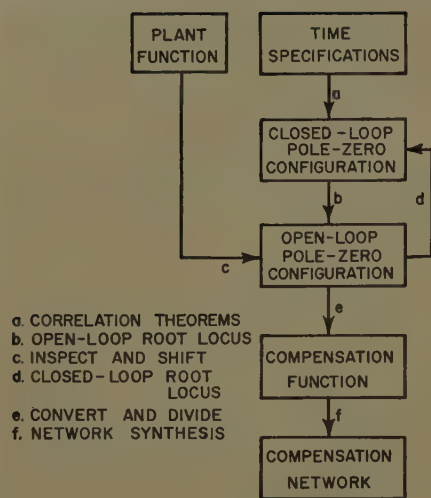 PLANT
FUNCTION
TIME
SPECIFICATIONS
a
CLOSED-LOOP
POLE-ZERO
CONFIGURATION
b
d
OPEN-LOOP
POLE-ZERO
CONFIGURATION
c
e
a. CORRELATION THEOREMS
b. OPEN-LOOP ROOT LOCUS
c. INSPECT AND SHIFT
d. CLOSED-LOOP ROOT
LOCUS
e. CONVERT AND DIVIDE
f. NETWORK SYNTHESIS
COMPENSATION
FUNCTION
f
COMPENSATION
NETWORK